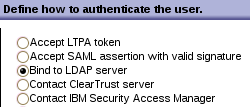 Define how to authenticate the user.
Accept LTPA token
Accept SAML assertion with valid signature
Bind to LDAP server
Contact ClearTrust server
Contact IBM Security Access Manager